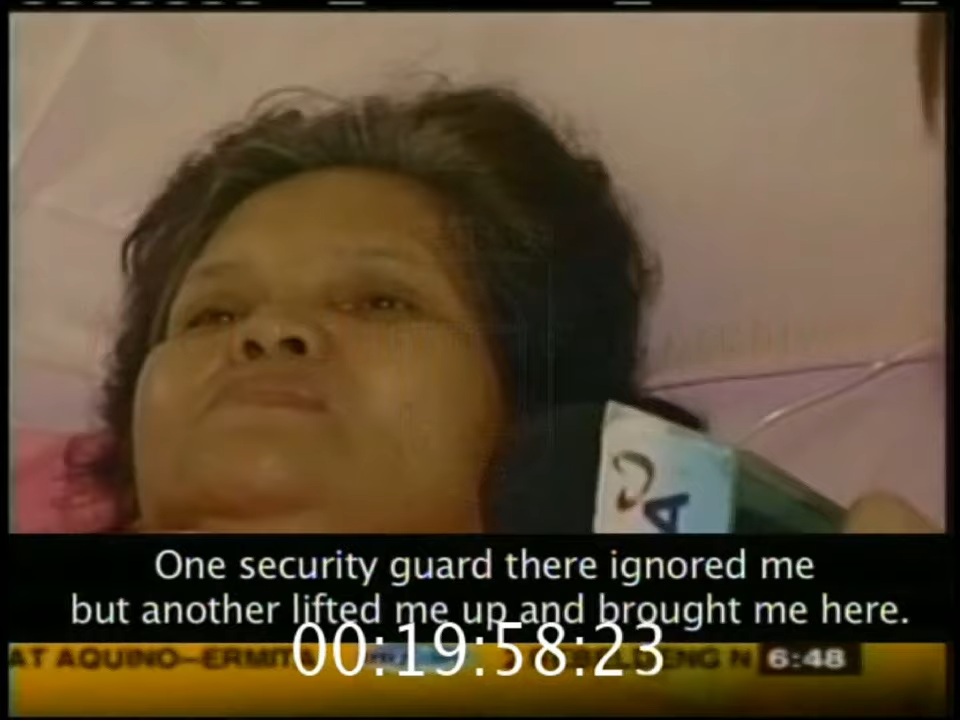 One security guard there ignored me
but another lifted me up and brought me here.
00:19:58:23
AT AQUINO-ERMIT
6:48